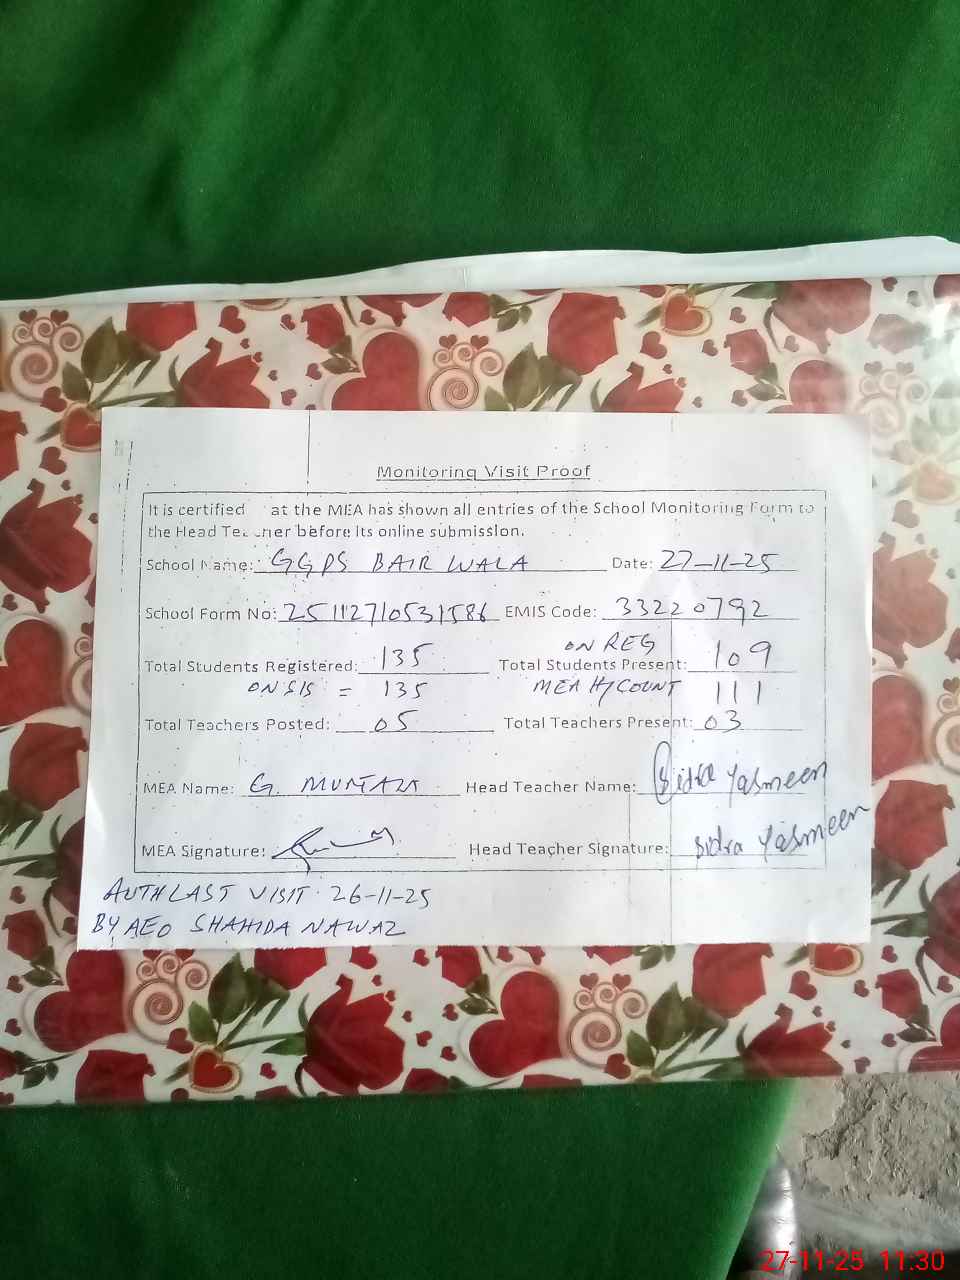 Monitoring Visit Proof
It is certified at the MEA has shown all entries of the School Monitoring Form to
the Head Teacher before its online submission.
School Name: GGPS BAIR WALA Date: 27-11-25
School Form No: 25112710531586 EMIS Code: 33220792
ON REG
Total Students Registered: 135 Total Students Present: 109
ON SIS = 135 MEA H/COUNT 111
Total Teachers Posted: 05 Total Teachers Present: 03
MEA Name: G. MURTAZA Head Teacher Name: Sidra Yasmeen
MEA Signature: Head Teacher Signature: Sidra Yasmeen
AUTH LAST VISIT 26-11-25
BY AEO SHAHIDA NAWAZ
27-11-25 11:30